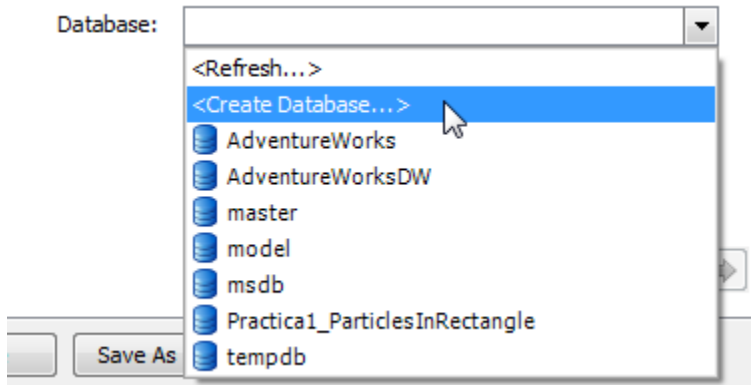 Database:
<Refresh...>
<Create Database...>
AdventureWorks
AdventureWorksDW
master
model
msdb
Practica1_ParticlesInRectangle
tempdb
Save As